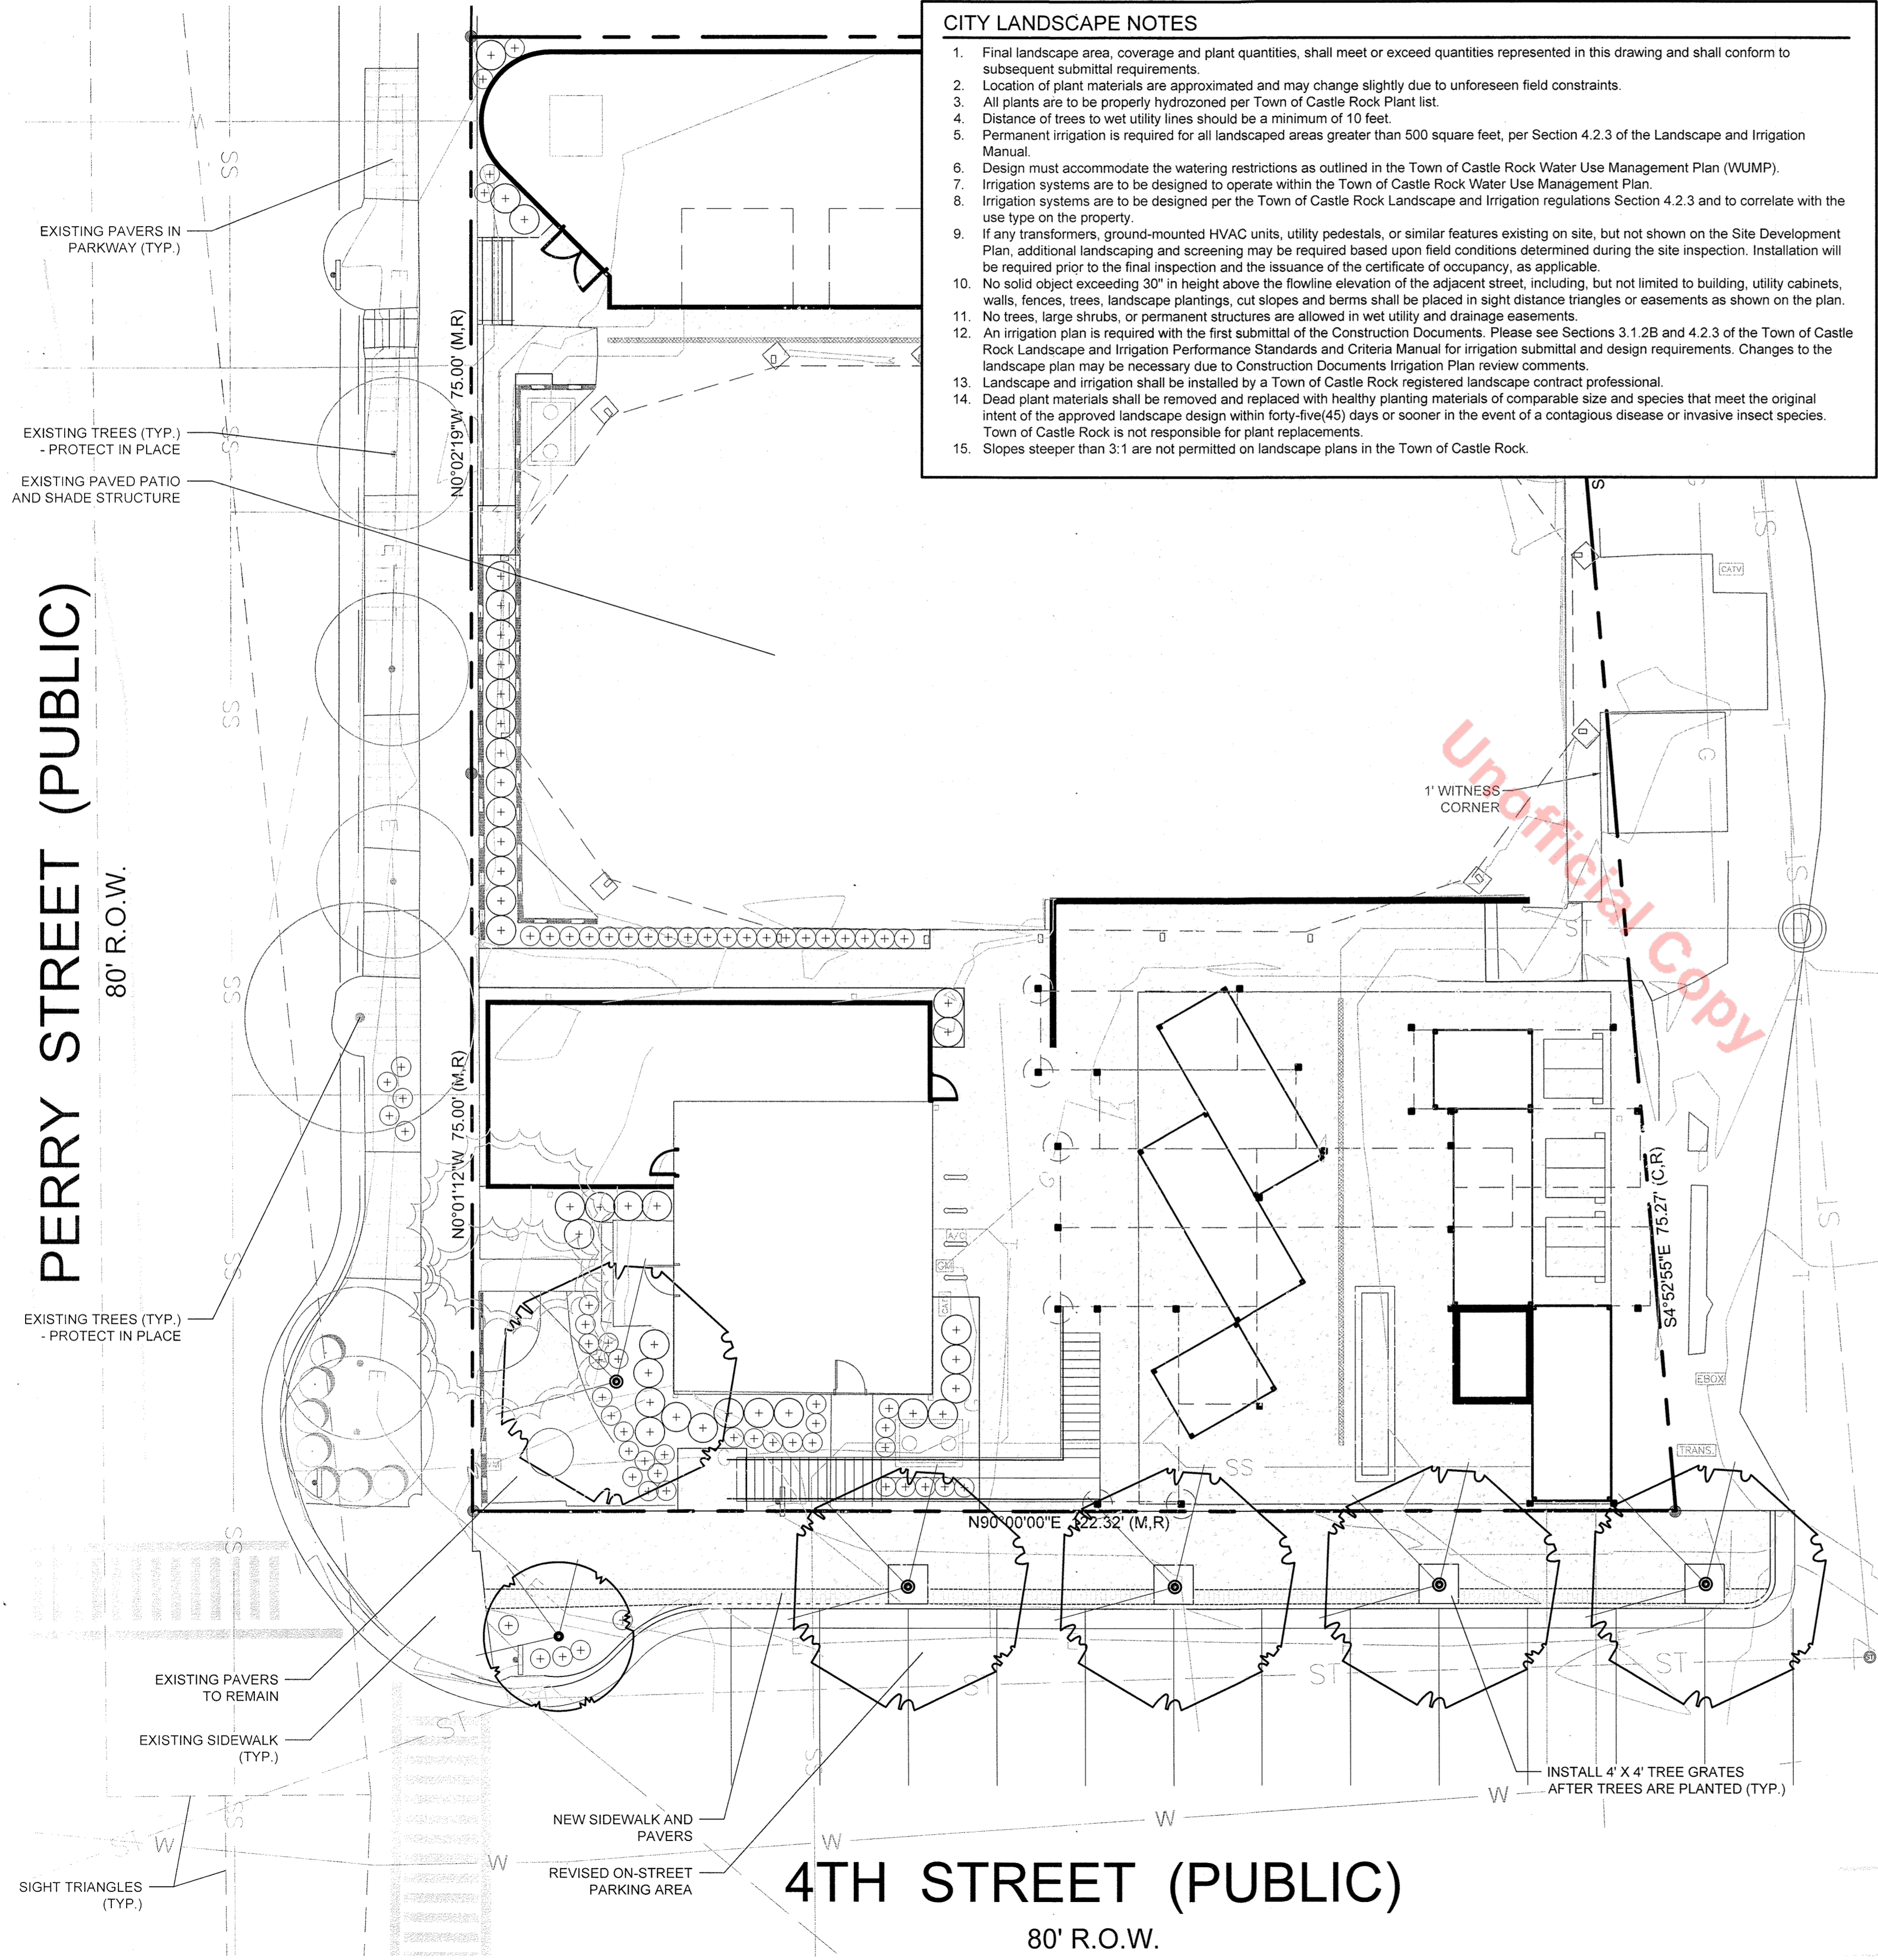 CITY LANDSCAPE NOTES
1. Final landscape area, coverage and plant quantities, shall meet or exceed quantities represented in this drawing and shall conform to
subsequent submittal requirements.
2. Location of plant materials are approximated and may change slightly due to unforeseen field constraints.
3. All plants are to be properly hydrozoned per Town of Castle Rock Plant list.
4. Distance of trees to wet utility lines should be a minimum of 10 feet.
5. Permanent irrigation is required for all landscaped areas greater than 500 square feet, per Section 4.2.3 of the Landscape and Irrigation
Manual.
6. Design must accommodate the watering restrictions as outlined in the Town of Castle Rock Water Use Management Plan (WUMP).
7. Irrigation systems are to be designed to operate within the Town of Castle Rock Water Use Management Plan.
8. Irrigation systems are to be designed per the Town of Castle Rock Landscape and Irrigation regulations Section 4.2.3 and to correlate with the
use type on the property.
9. If any transformers, ground-mounted HVAC units, utility pedestals, or similar features existing on site, but not shown on the Site Development
Plan, additional landscaping and screening may be required based upon field conditions determined during the site inspection. Installation will
be required prior to the final inspection and the issuance of the certificate of occupancy, as applicable.
10. No solid object exceeding 30" in height above the flowline elevation of the adjacent street, including, but not limited to building, utility cabinets,
walls, fences, trees, landscape plantings, cut slopes and berms shall be placed in sight distance triangles or easements as shown on the plan.
11. No trees, large shrubs, or permanent structures are allowed in wet utility and drainage easements.
12. An irrigation plan is required with the first submittal of the Construction Documents. Please see Sections 3.1.2B and 4.2.3 of the Town of Castle
Rock Landscape and Irrigation Performance Standards and Criteria Manual for irrigation submittal and design requirements. Changes to the
landscape plan may be necessary due to Construction Documents Irrigation Plan review comments.
13. Landscape and irrigation shall be installed by a Town of Castle Rock registered landscape contract professional.
14. Dead plant materials shall be removed and replaced with healthy planting materials of comparable size and species that meet the original
intent of the approved landscape design within forty-five(45) days or sooner in the event of a contagious disease or invasive insect species.
Town of Castle Rock is not responsible for plant replacements.
15. Slopes steeper than 3:1 are not permitted on landscape plans in the Town of Castle Rock.
EXISTING PAVERS IN
PARKWAY (TYP.)
EXISTING TREES (TYP.)
- PROTECT IN PLACE
EXISTING PAVED PATIO
AND SHADE STRUCTURE
N0°02'19"W 75.00' (M,R)
PERRY STREET (PUBLIC)
80' R.O.W.
CATV
1' WITNESS
CORNER
Unofficial Copy
N0°01'12"W 75.00' (M,R)
A/C
GM
S4°52'55"E 75.27' (C,R)
EXISTING TREES (TYP.)
- PROTECT IN PLACE
EBOX
TRANS.
SS
ST
N90°00'00"E 122.32' (M,R)
EXISTING PAVERS
TO REMAIN
EXISTING SIDEWALK
(TYP.)
INSTALL 4' X 4' TREE GRATES
AFTER TREES ARE PLANTED (TYP.)
NEW SIDEWALK AND
PAVERS
REVISED ON-STREET
PARKING AREA
SIGHT TRIANGLES
(TYP.)
W
W
W
W
W
4TH STREET (PUBLIC)
80' R.O.W.